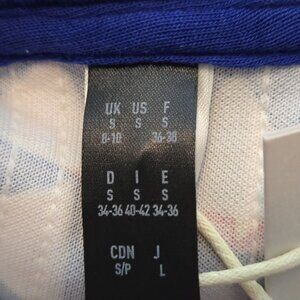 UK US F
S S S
8-10 36-38
D I E
S S S
34-36 40-42 34-36
CDN J
S/P L